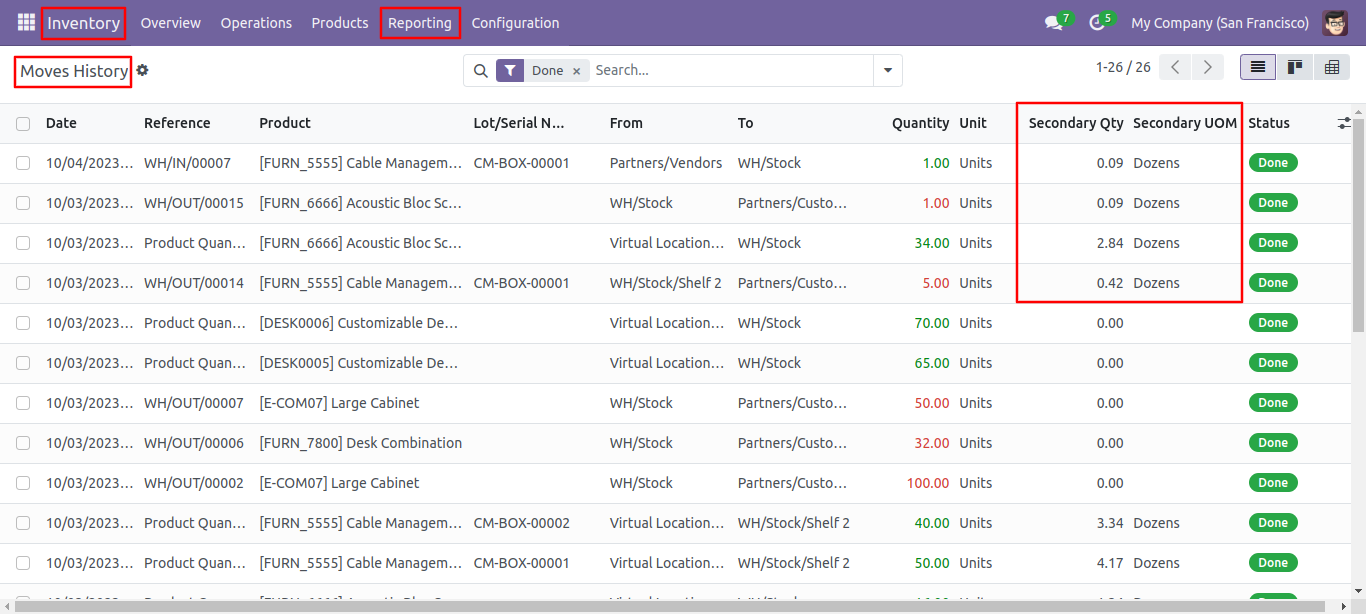 Inventory Overview Operations Products Reporting Configuration 7 5 My Company (San Francisco)
Moves History Done × Search... 1-26 / 26
Date Reference Product Lot/Serial N... From To Quantity Unit Secondary Qty Secondary UOM Status
10/04/2023... WH/IN/00007 [FURN_5555] Cable Managem... CM-BOX-00001 Partners/Vendors WH/Stock 1.00 Units 0.09 Dozens Done
10/03/2023... WH/OUT/00015 [FURN_6666] Acoustic Bloc Sc... WH/Stock Partners/Custo... 1.00 Units 0.09 Dozens Done
10/03/2023... Product Quan... [FURN_6666] Acoustic Bloc Sc... Virtual Location... WH/Stock 34.00 Units 2.84 Dozens Done
10/03/2023... WH/OUT/00014 [FURN_5555] Cable Managem... CM-BOX-00001 WH/Stock/Shelf 2 Partners/Custo... 5.00 Units 0.42 Dozens Done
10/03/2023... Product Quan... [DESK0006] Customizable De... Virtual Location... WH/Stock 70.00 Units 0.00 Done
10/03/2023... Product Quan... [DESK0005] Customizable De... Virtual Location... WH/Stock 65.00 Units 0.00 Done
10/03/2023... WH/OUT/00007 [E-COM07] Large Cabinet WH/Stock Partners/Custo... 50.00 Units 0.00 Done
10/03/2023... WH/OUT/00006 [FURN_7800] Desk Combination WH/Stock Partners/Custo... 32.00 Units 0.00 Done
10/03/2023... WH/OUT/00002 [E-COM07] Large Cabinet WH/Stock Partners/Custo... 100.00 Units 0.00 Done
10/03/2023... Product Quan... [FURN_5555] Cable Managem... CM-BOX-00002 Virtual Location... WH/Stock/Shelf 2 40.00 Units 3.34 Dozens Done
10/03/2023... Product Quan... [FURN_5555] Cable Managem... CM-BOX-00001 Virtual Location... WH/Stock/Shelf 2 50.00 Units 4.17 Dozens Done